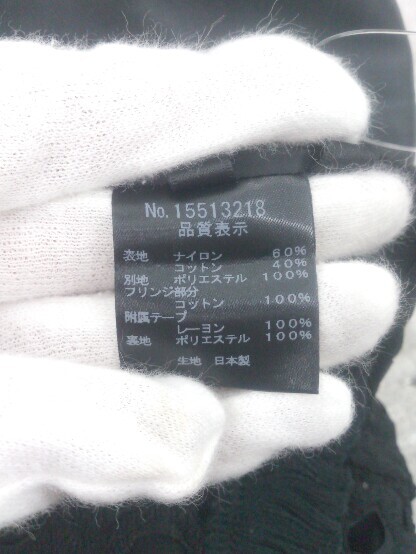 No.15513218
品質表示
表地 ナイロン 60%
コットン 40%
別地 ポリエステル 100%
フリンジ部分
コットン 100%
附属テープ
レーヨン 100%
裏地 ポリエステル 100%
生地 日本製